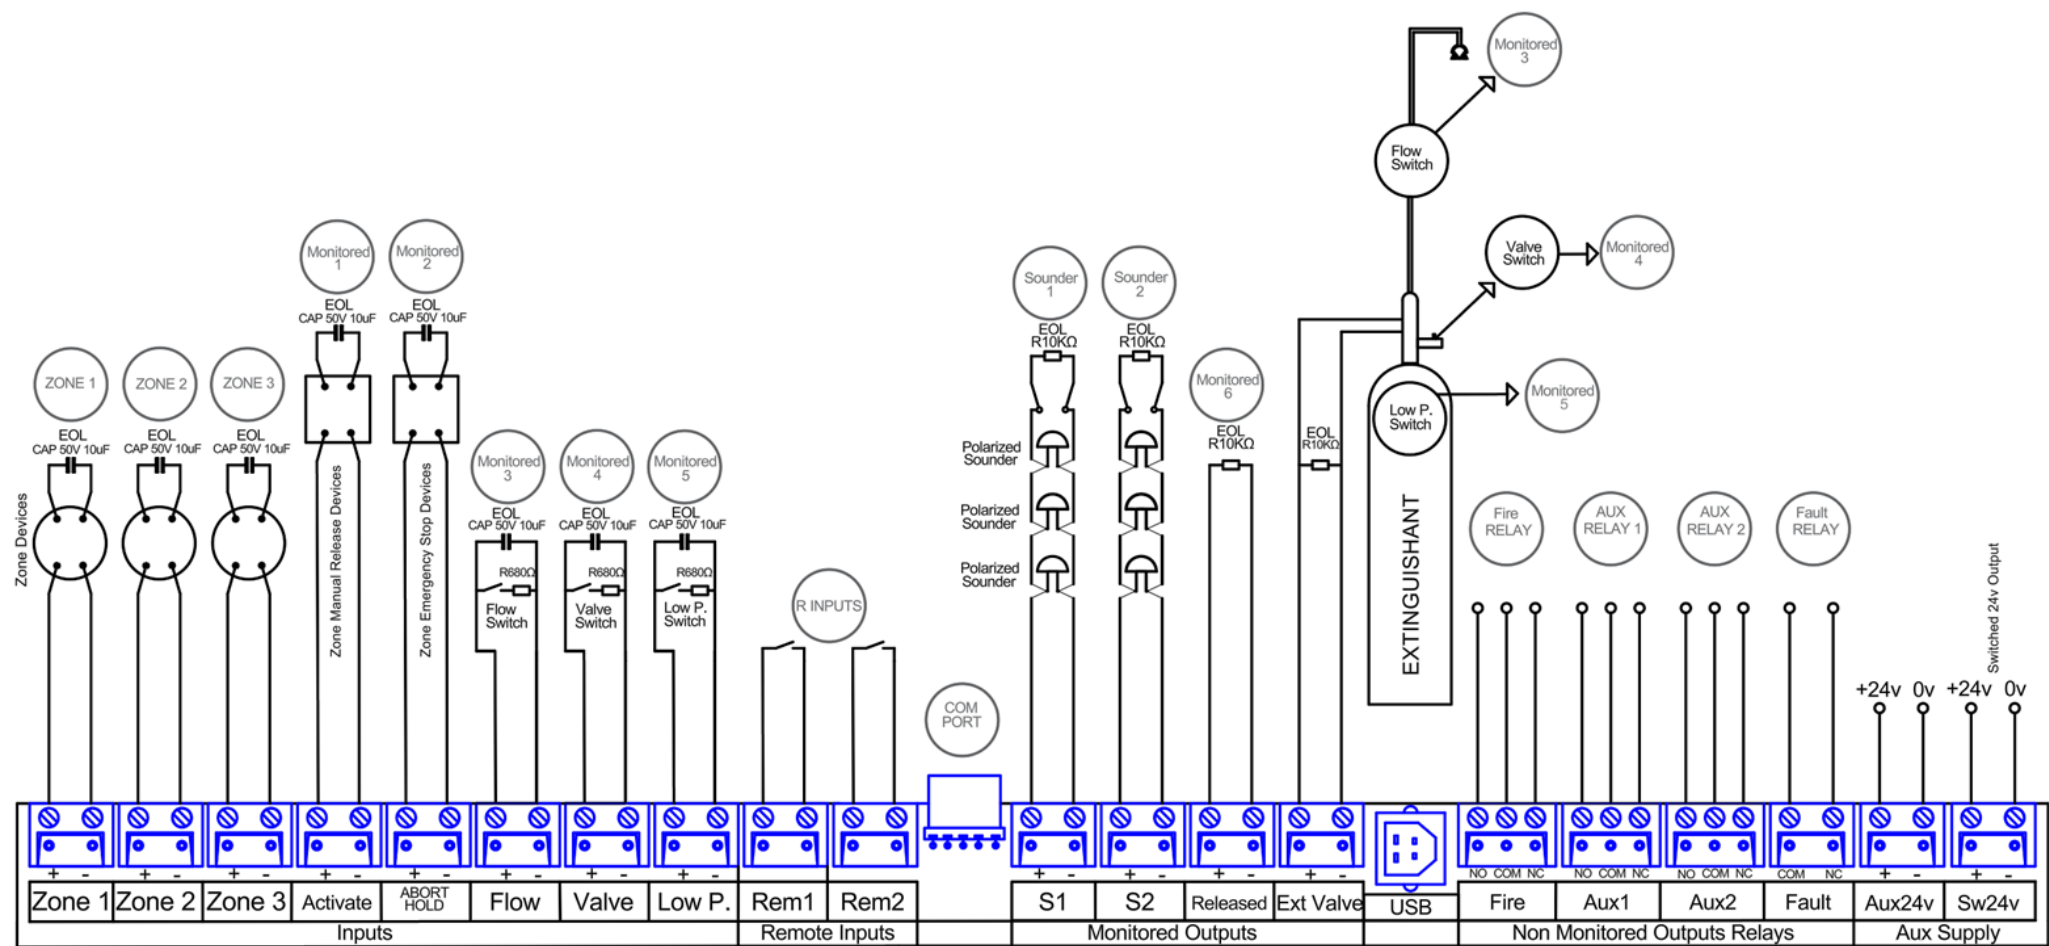 Monitored
3
Flow
Switch
Valve
Switch
Monitored
4
Monitored
1
EOL
CAP 50V 10uF
Monitored
2
EOL
CAP 50V 10uF
Sounder
1
EOL
R10KΩ
Sounder
2
EOL
R10KΩ
ZONE 1
EOL
CAP 50V 10uF
ZONE 2
EOL
CAP 50V 10uF
ZONE 3
EOL
CAP 50V 10uF
Zone Devices
Zone Manual Release Devices
Zone Emergency Stop Devices
Monitored
3
EOL
CAP 50V 10uF
R680Ω
Flow
Switch
Monitored
4
EOL
CAP 50V 10uF
R680Ω
Valve
Switch
Monitored
5
EOL
CAP 50V 10uF
R680Ω
Low P.
Switch
R INPUTS
COM
PORT
Polarized
Sounder
Polarized
Sounder
Polarized
Sounder
Monitored
6
EOL
R10KΩ
EOL
R10KΩ
Low P.
Switch
Monitored
5
EXTINGUISHANT
Fire
RELAY
AUX
RELAY 1
AUX
RELAY 2
Fault
RELAY
Switched 24v Output
+24v 0v +24v 0v
+ - + - + - + - + - + - + - + - + - + - + - + - NO COM NC NO COM NC NO COM NC COM NC + - + -
Zone 1 Zone 2 Zone 3 Activate ABORT HOLD Flow Valve Low P. Rem1 Rem2 S1 S2 Released Ext Valve USB Fire Aux1 Aux2 Fault Aux24v Sw24v
Inputs Remote Inputs Monitored Outputs Non Monitored Outputs Relays Aux Supply